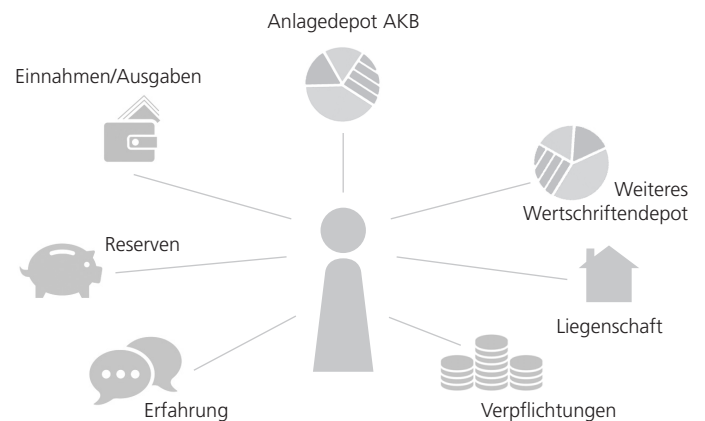 Anlagedepot AKB
Einnahmen/Ausgaben
Weiteres
Wertschriftendepot
Reserven
Liegenschaft
Erfahrung
Verpflichtungen